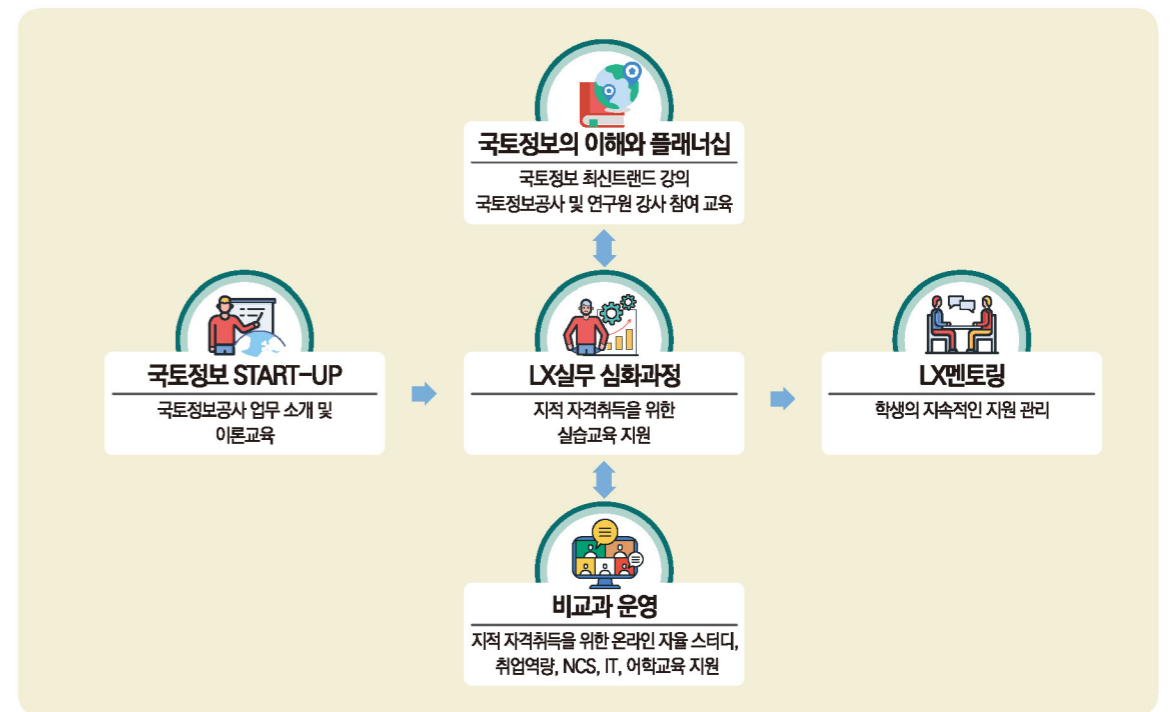 국토정보의 이해와 플래너십
국토정보 최신트랜드 강의
국토정보공사 및 연구원 강사 참여 교육
국토정보 START-UP
국토정보공사 업무 소개 및
이론교육
LX실무 심화과정
지적 자격취득을 위한
실습교육 지원
LX멘토링
학생의 지속적인 지원 관리
비교과 운영
지적 자격취득을 위한 온라인 자율 스터디,
취업역량, NCS, IT, 어학교육 지원